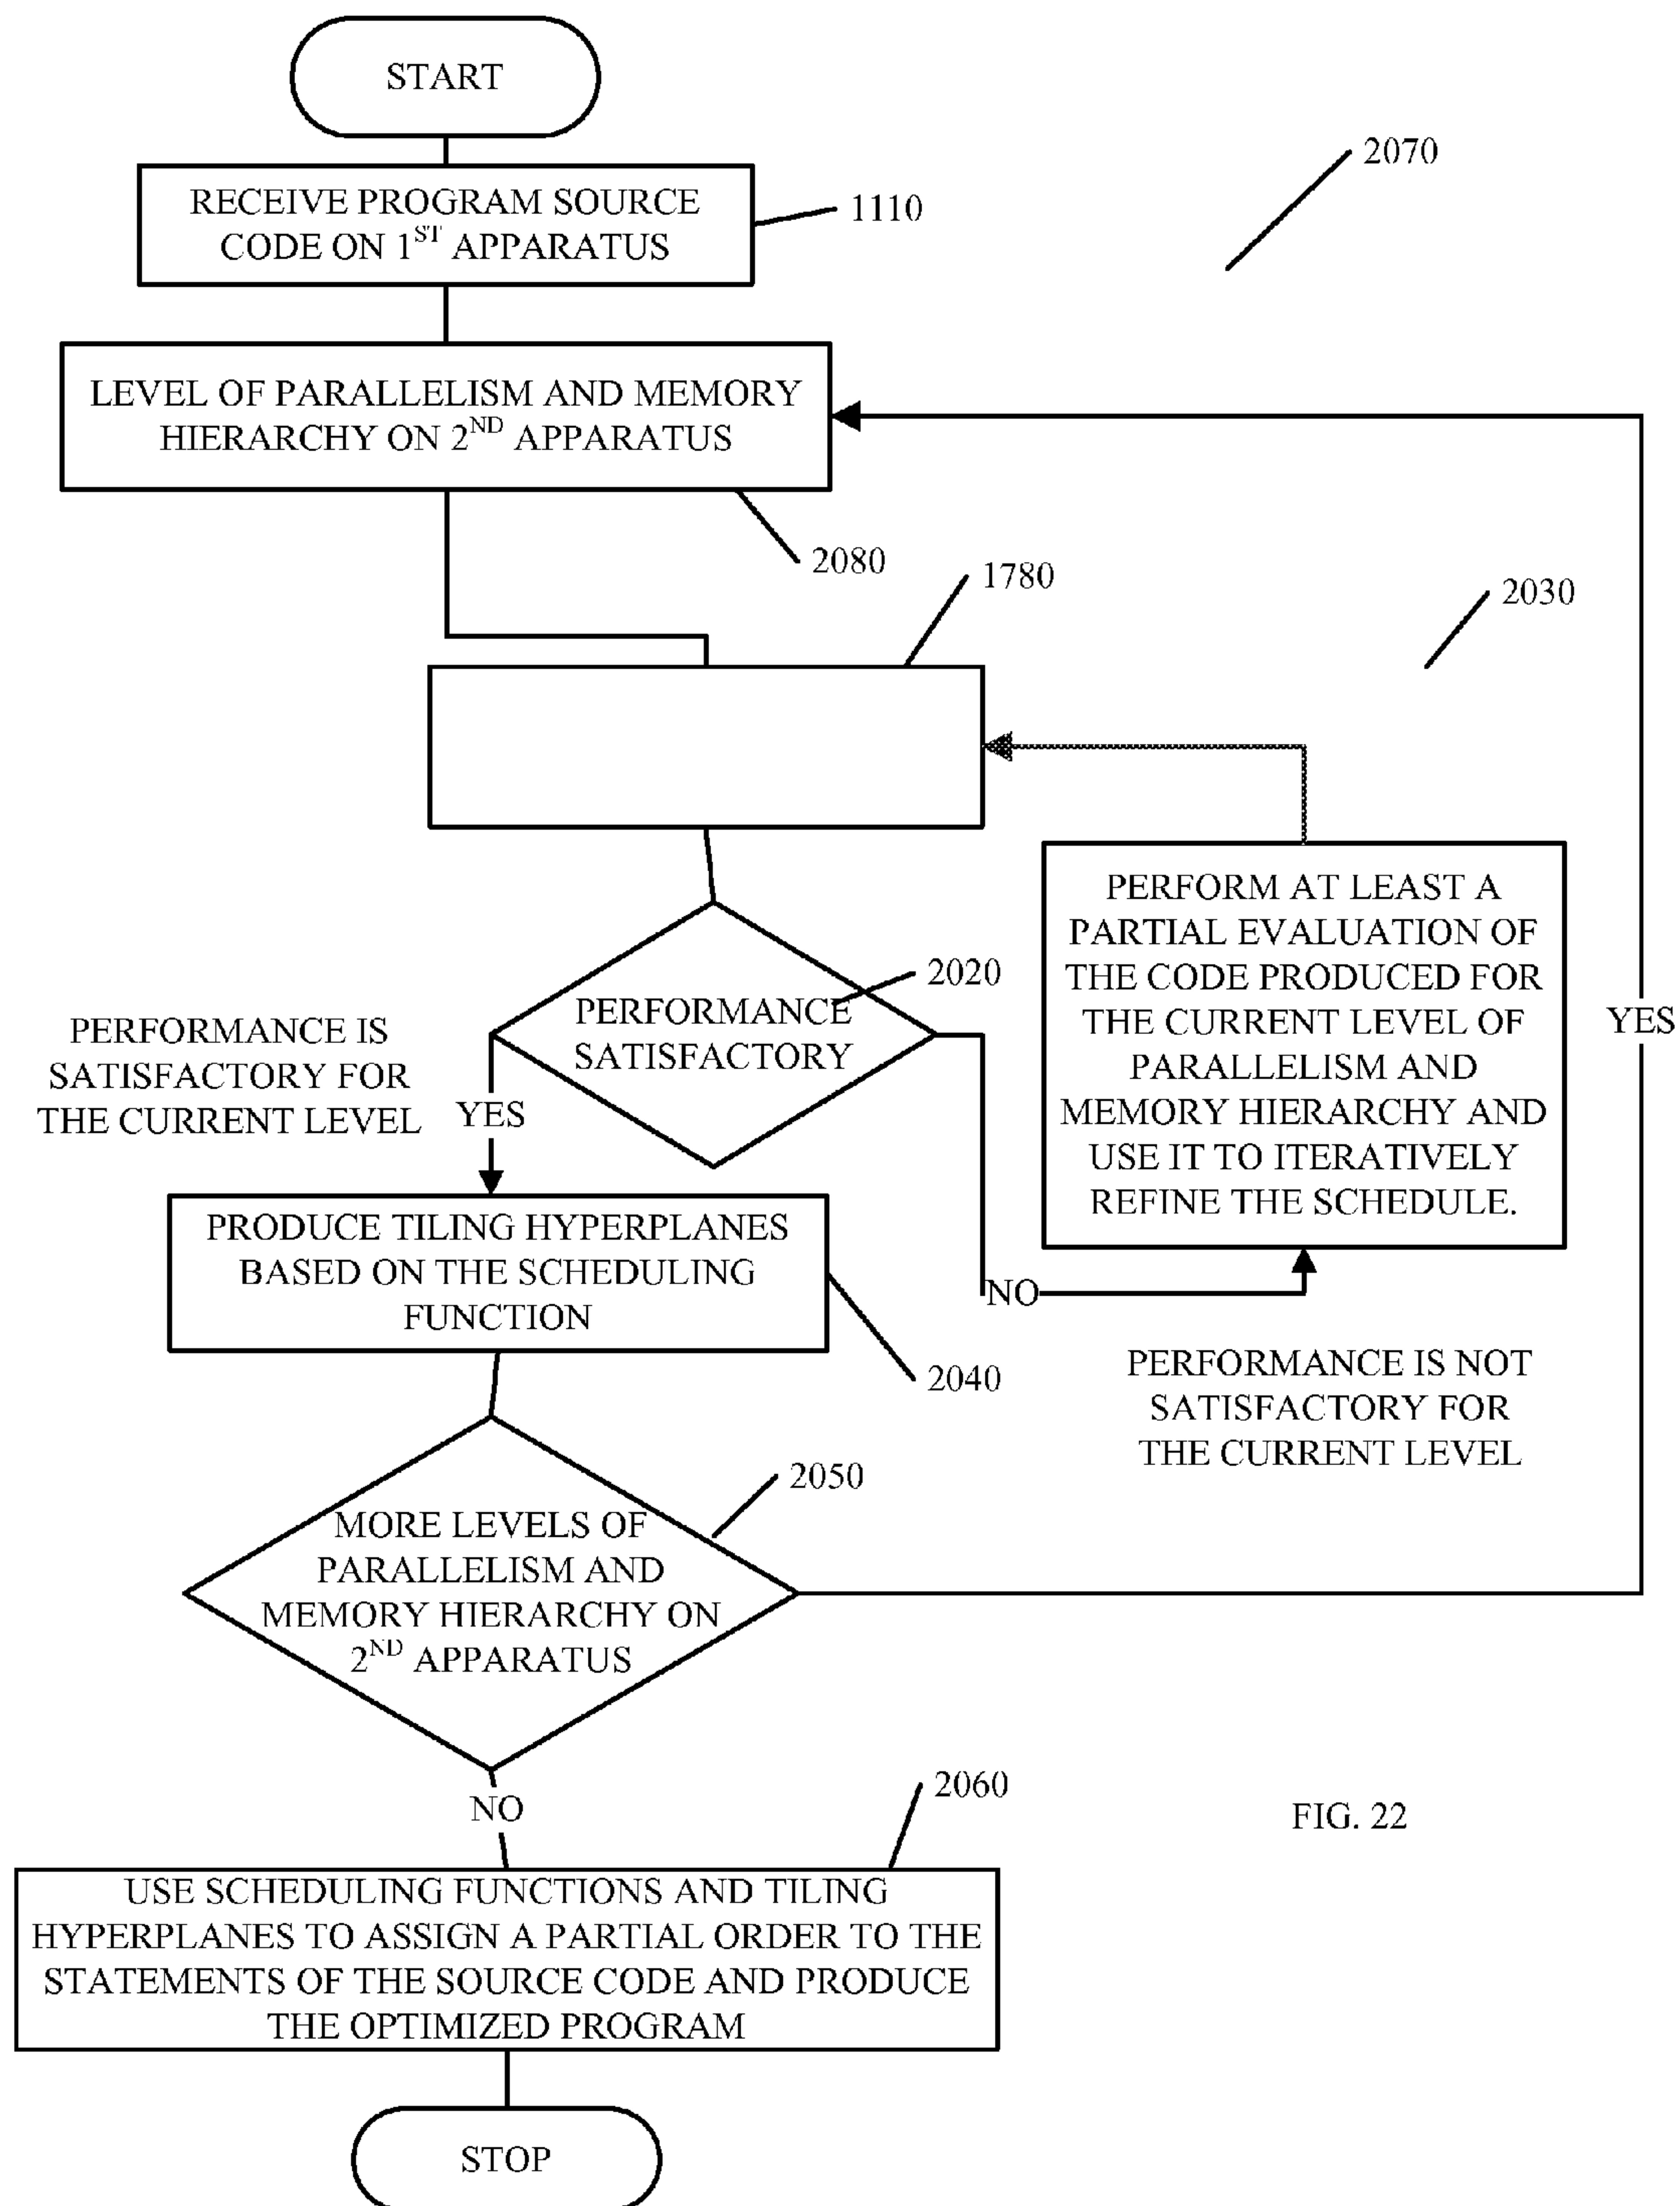 START
2070
RECEIVE PROGRAM SOURCE
CODE ON 1ST APPARATUS
1110
LEVEL OF PARALLELISM AND MEMORY
HIERARCHY ON 2ND APPARATUS
2080
1780
2030
PERFORM AT LEAST A
PARTIAL EVALUATION OF
THE CODE PRODUCED FOR
THE CURRENT LEVEL OF
PARALLELISM AND
MEMORY HIERARCHY AND
USE IT TO ITERATIVELY
REFINE THE SCHEDULE.
YES
2020
PERFORMANCE
SATISFACTORY
PERFORMANCE IS
SATISFACTORY FOR
THE CURRENT LEVEL
YES
PRODUCE TILING HYPERPLANES
BASED ON THE SCHEDULING
FUNCTION
NO
2040
PERFORMANCE IS NOT
SATISFACTORY FOR
THE CURRENT LEVEL
2050
MORE LEVELS OF
PARALLELISM AND
MEMORY HIERARCHY ON
2ND APPARATUS
NO
2060
FIG. 22
USE SCHEDULING FUNCTIONS AND TILING
HYPERPLANES TO ASSIGN A PARTIAL ORDER TO THE
STATEMENTS OF THE SOURCE CODE AND PRODUCE
THE OPTIMIZED PROGRAM
STOP